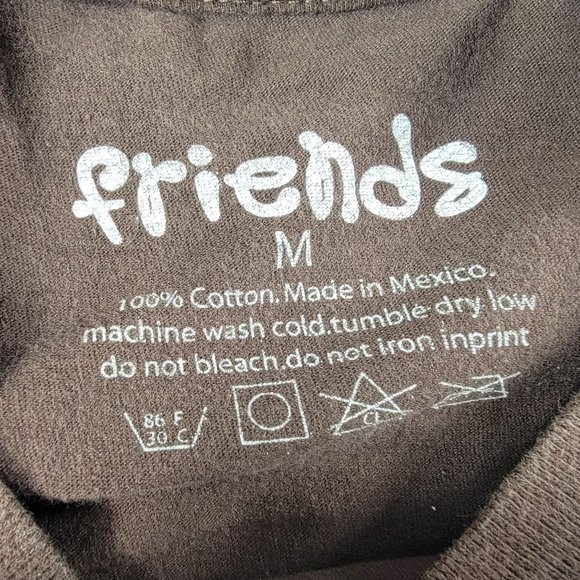 friends
M
100% Cotton. Made in Mexico.
machine wash cold.tumble dry low
do not bleach.do not Iron inprint
86 F
30 C
CL